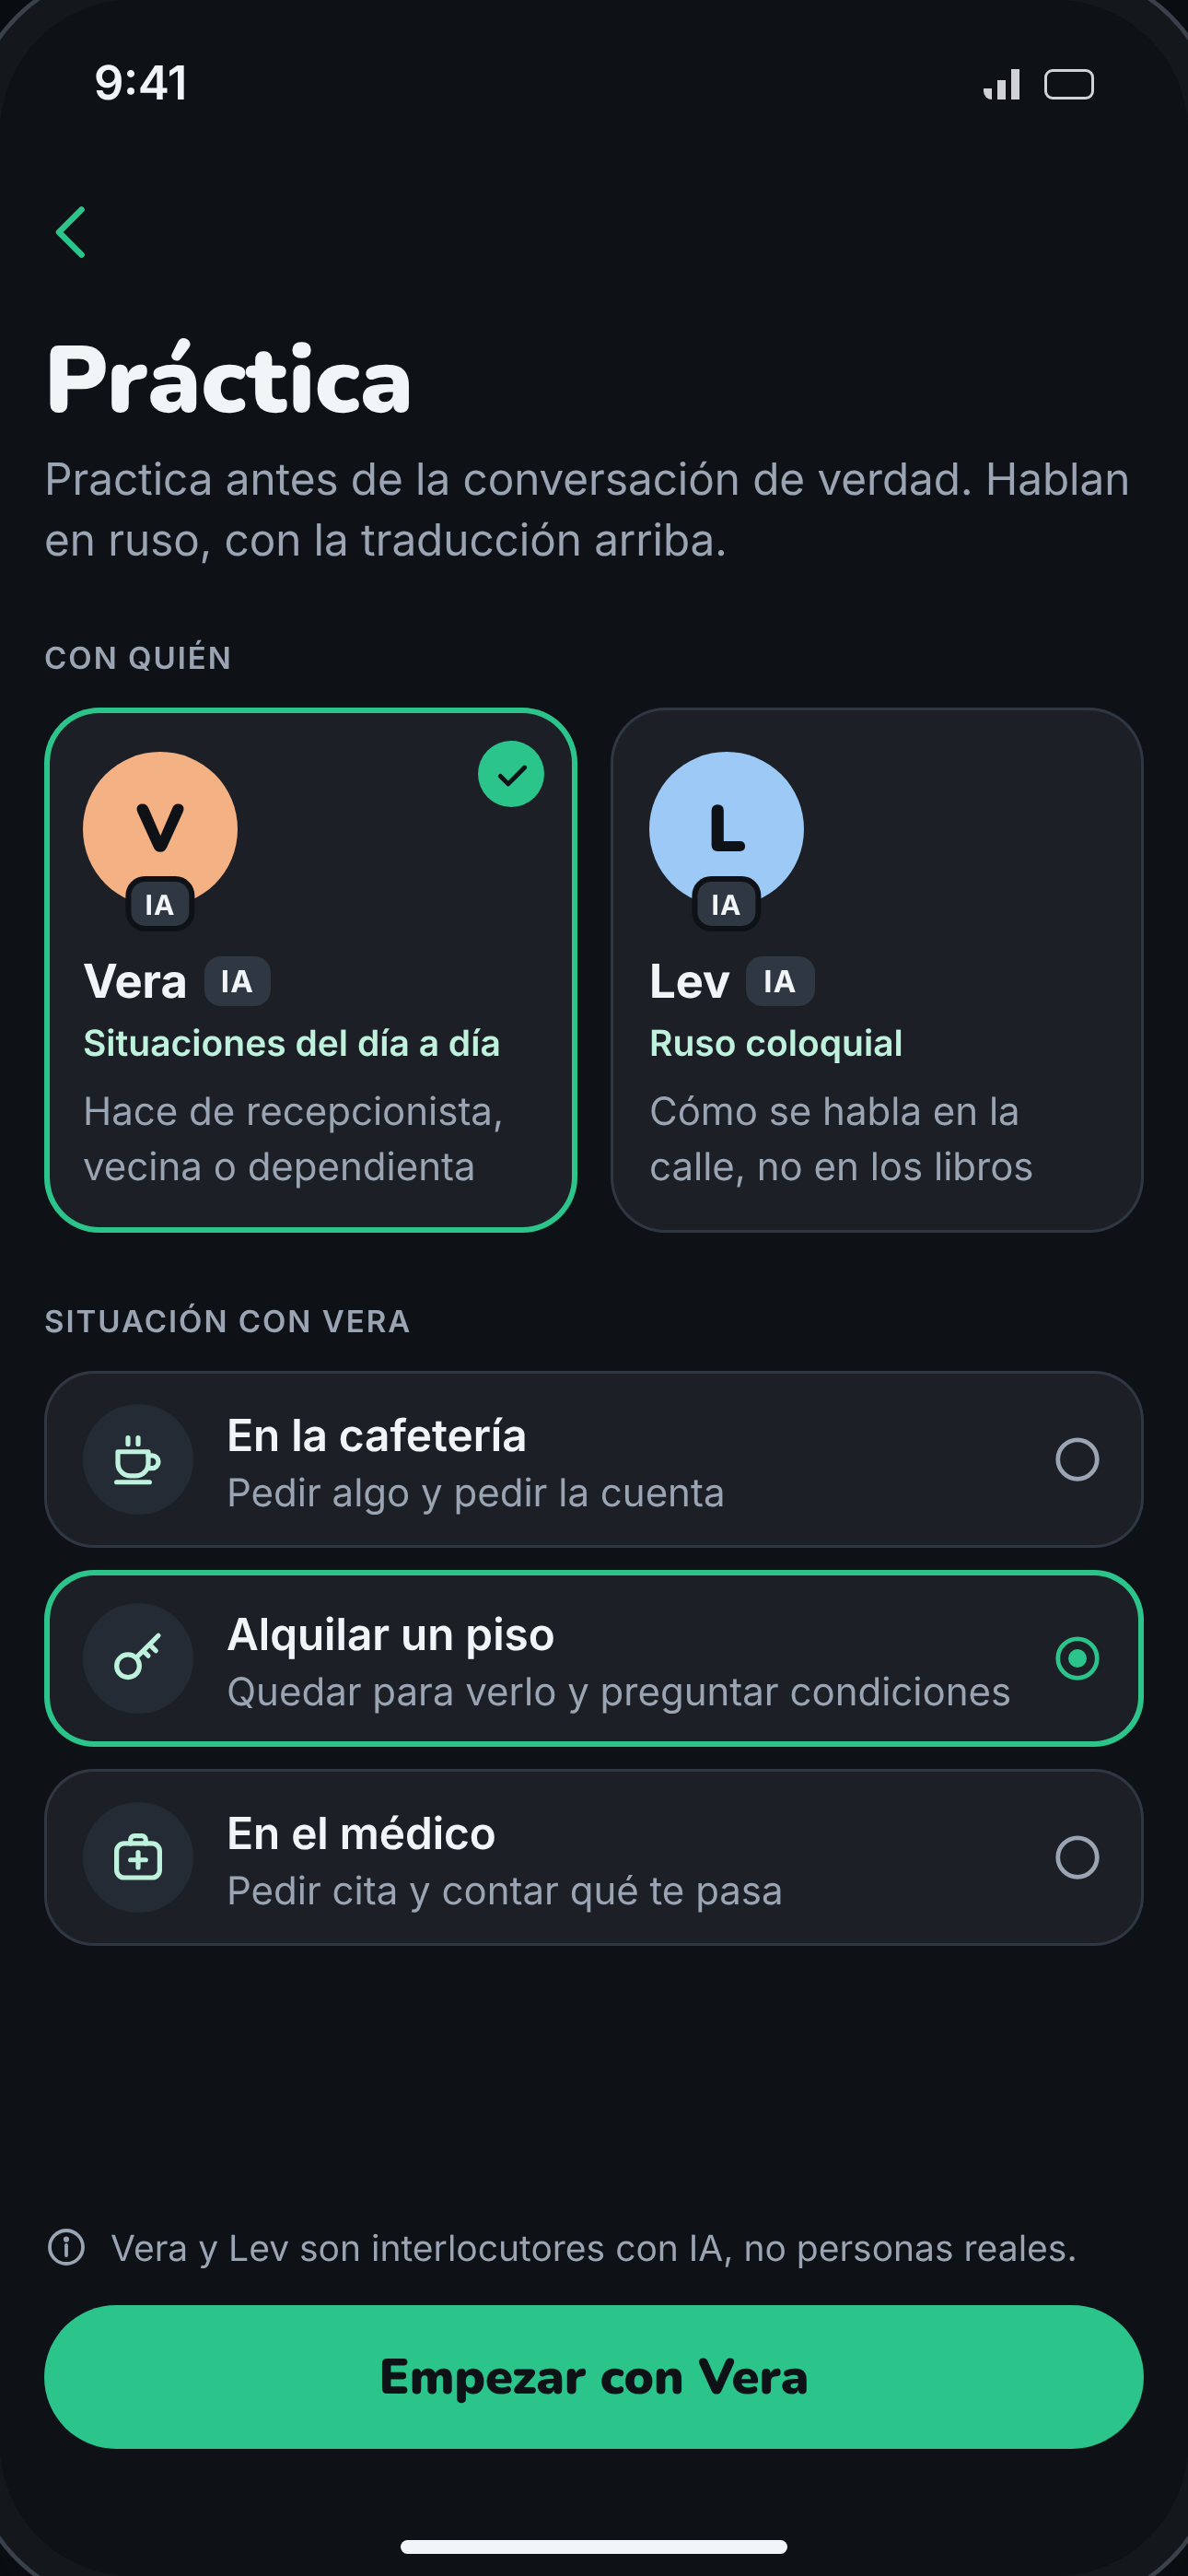 9:41
Práctica
Practica antes de la conversación de verdad. Hablan
en ruso, con la traducción arriba.
CON QUIÉN
V
IA
Vera IA
Situaciones del día a día
Hace de recepcionista,
vecina o dependienta
L
IA
Lev IA
Ruso coloquial
Cómo se habla en la
calle, no en los libros
SITUACIÓN CON VERA
En la cafetería
Pedir algo y pedir la cuenta
Alquilar un piso
Quedar para verlo y preguntar condiciones
En el médico
Pedir cita y contar qué te pasa
Vera y Lev son interlocutores con IA, no personas reales.
Empezar con Vera